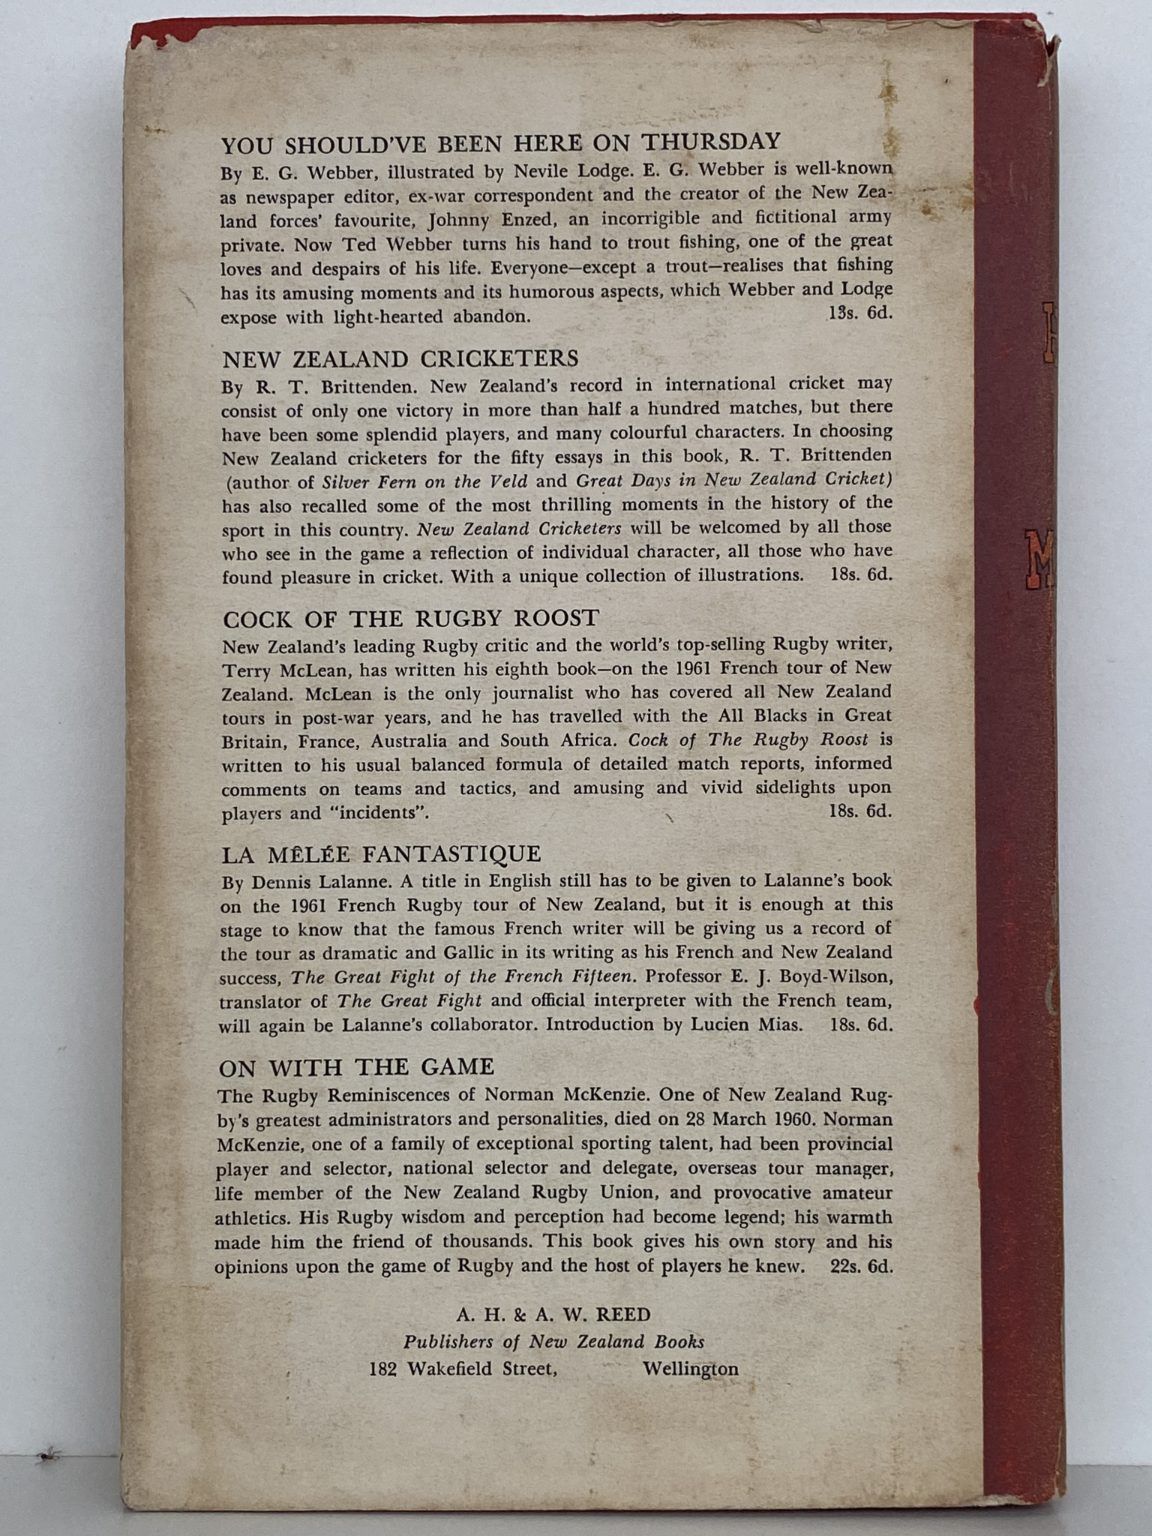 YOU SHOULD'VE BEEN HERE ON THURSDAY
By E. G. Webber, illustrated by Nevile Lodge. E. G. Webber is well-known
as newspaper editor, ex-war correspondent and the creator of the New Zea-
land forces' favourite, Johnny Enzed, an incorrigible and fictitional army
private. Now Ted Webber turns his hand to trout fishing, one of the great
loves and despairs of his life. Everyone—except a trout—realises that fishing
has its amusing moments and its humorous aspects, which Webber and Lodge
expose with light-hearted abandon. 13s. 6d.
NEW ZEALAND CRICKETERS
By R. T. Brittenden. New Zealand's record in international cricket may
consist of only one victory in more than half a hundred matches, but there
have been some splendid players, and many colourful characters. In choosing
New Zealand cricketers for the fifty essays in this book, R. T. Brittenden
(author of Silver Fern on the Veld and Great Days in New Zealand Cricket)
has also recalled some of the most thrilling moments in the history of the
sport in this country. New Zealand Cricketers will be welcomed by all those
who see in the game a reflection of individual character, all those who have
found pleasure in cricket. With a unique collection of illustrations. 18s. 6d.
COCK OF THE RUGBY ROOST
New Zealand's leading Rugby critic and the world's top-selling Rugby writer,
Terry McLean, has written his eighth book—on the 1961 French tour of New
Zealand. McLean is the only journalist who has covered all New Zealand
tours in post-war years, and he has travelled with the All Blacks in Great
Britain, France, Australia and South Africa. Cock of The Rugby Roost is
written to his usual balanced formula of detailed match reports, informed
comments on teams and tactics, and amusing and vivid sidelights upon
players and "incidents". 18s. 6d.
LA MÊLÉE FANTASTIQUE
By Dennis Lalanne. A title in English still has to be given to Lalanne's book
on the 1961 French Rugby tour of New Zealand, but it is enough at this
stage to know that the famous French writer will be giving us a record of
the tour as dramatic and Gallic in its writing as his French and New Zealand
success, The Great Fight of the French Fifteen. Professor E. J. Boyd-Wilson,
translator of The Great Fight and official interpreter with the French team,
will again be Lalanne's collaborator. Introduction by Lucien Mias. 18s. 6d.
ON WITH THE GAME
The Rugby Reminiscences of Norman McKenzie. One of New Zealand Rug-
by's greatest administrators and personalities, died on 28 March 1960. Norman
McKenzie, one of a family of exceptional sporting talent, had been provincial
player and selector, national selector and delegate, overseas tour manager,
life member of the New Zealand Rugby Union, and provocative amateur
athletics. His Rugby wisdom and perception had become legend; his warmth
made him the friend of thousands. This book gives his own story and his
opinions upon the game of Rugby and the host of players he knew. 22s. 6d.
A. H. & A. W. REED
Publishers of New Zealand Books
182 Wakefield Street, Wellington